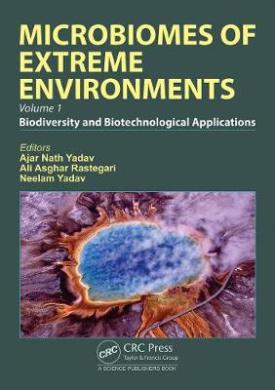 MICROBIOMES OF
EXTREME
ENVIRONMENTS
Volume 1
Biodiversity and Biotechnological Applications
Editors
Ajar Nath Yadav
Ali Asghar Rastegari
Neelam Yadav
CRC
CRC Press
Taylor & Francis Group
A SCIENCE PUBLISHERS BOOK